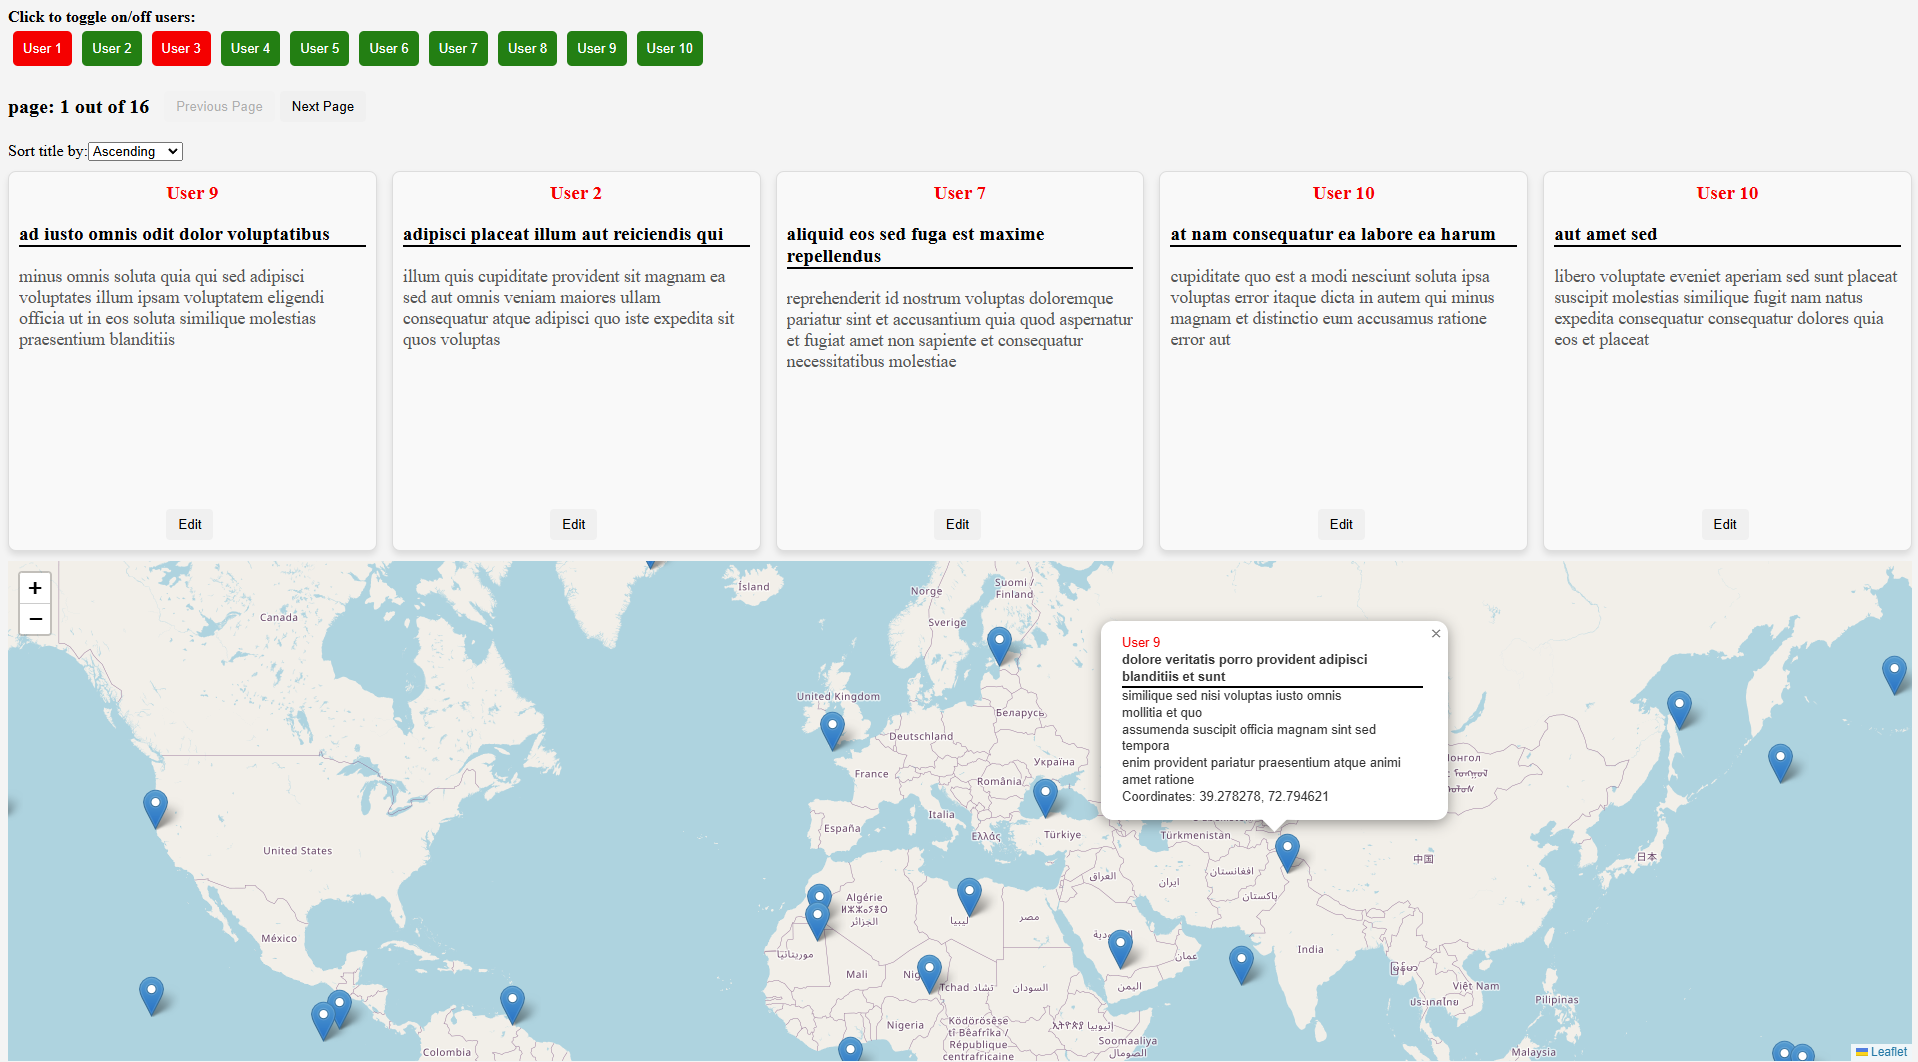 Click to toggle on/off users:
User 1 User 2 User 3 User 4 User 5 User 6 User 7 User 8 User 9 User 10
page: 1 out of 16 Previous Page Next Page
Sort title by: Ascending
User 9
ad iusto omnis odit dolor voluptatibus
minus omnis soluta quia qui sed adipisci
voluptates illum ipsam voluptatem eligendi
officia ut in eos soluta similique molestias
praesentium blanditiis
Edit
User 2
adipisci placeat illum aut reiciendis qui
illum quis cupiditate provident sit magnam ea
sed aut omnis veniam maiores ullam
consequatur atque adipisci quo iste expedita sit
quos voluptas
Edit
User 7
aliquid eos sed fuga est maxime
repellendus
reprehenderit id nostrum voluptas doloremque
pariatur sint et accusantium quia quod aspernatur
et fugiat amet non sapiente et consequatur
necessitatibus molestiae
Edit
User 10
at nam consequatur ea labore ea harum
cupiditate quo est a modi nesciunt soluta ipsa
voluptas error itaque dicta in autem qui minus
magnam et distinctio eum accusamus ratione
error aut
Edit
User 10
aut amet sed
libero voluptate eveniet aperiam sed sunt placeat
suscipit molestias similique fugit nam natus
expedita consequatur consequatur dolores quia
eos et placeat
Edit
+
−
Ísland
Norge
Suomi /
Finland
Canada
Sverige
User 9
×
dolore veritatis porro provident adipisci
blanditiis et sunt
similique sed nisi voluptas iusto omnis
mollitia et quo
assumenda suscipit officia magnam sint sed
tempora
enim provident pariatur praesentium atque animi
amet ratione
Coordinates: 39.278278, 72.794621
United Kingdom
Беларусь
Deutschland
Україна
France
România
Italia
España
Ελλάς
Türkiye
Türkmenistan
United States
中国
日本
افغانستان
العراق
ایران
پاکستان
Algérie
ⵍⵣⵣⴰⵢⴻⵔ
الجزائر
ليبيا
مصر
México
India
موريتانيا
عمان
Mali
Tchad تشاد
السودان
اليمن
Việt Nam
ประเทศไทย
Pilipinas
Nigeria
Ködörösêse
tî Bêafrîka /
République
centrafricaine
Soomaaliya
الصومال
Colombia
Malaysia
Leaflet